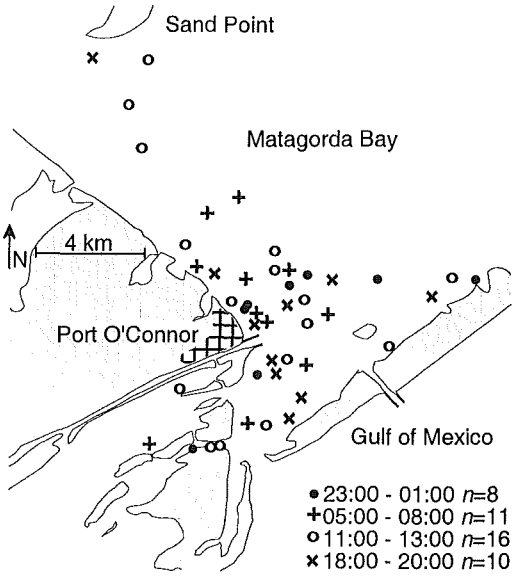 Sand Point
Matagorda Bay
4 km
N
Port O'Connor
Gulf of Mexico
23:00 - 01:00 n=8
05:00 - 08:00 n=11
11:00 - 13:00 n=16
18:00 - 20:00 n=10